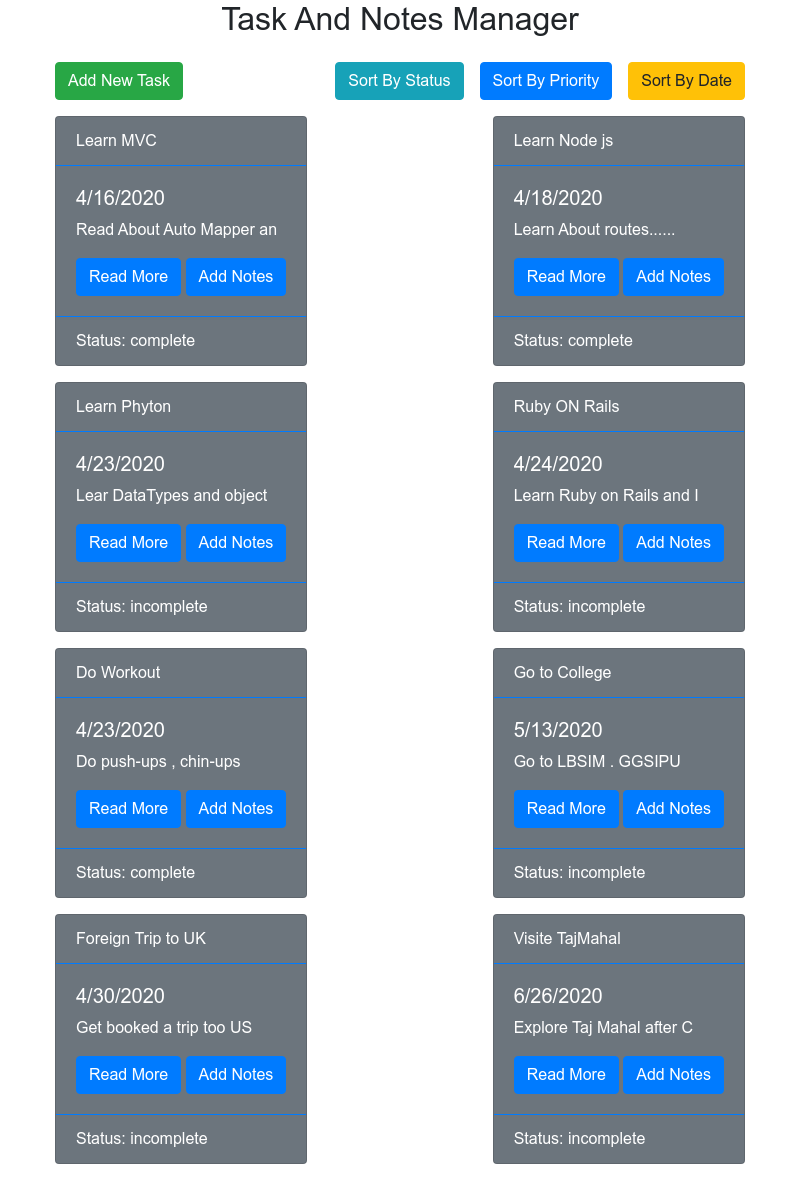 Task And Notes Manager
Add New Task Sort By Status Sort By Priority Sort By Date
Learn MVC
4/16/2020
Read About Auto Mapper an
Read More Add Notes
Status: complete
Learn Node js
4/18/2020
Learn About routes......
Read More Add Notes
Status: complete
Learn Phyton
4/23/2020
Lear DataTypes and object
Read More Add Notes
Status: incomplete
Ruby ON Rails
4/24/2020
Learn Ruby on Rails and I
Read More Add Notes
Status: incomplete
Do Workout
4/23/2020
Do push-ups , chin-ups
Read More Add Notes
Status: complete
Go to College
5/13/2020
Go to LBSIM . GGSIPU
Read More Add Notes
Status: incomplete
Foreign Trip to UK
4/30/2020
Get booked a trip too US
Read More Add Notes
Status: incomplete
Visite TajMahal
6/26/2020
Explore Taj Mahal after C
Read More Add Notes
Status: incomplete